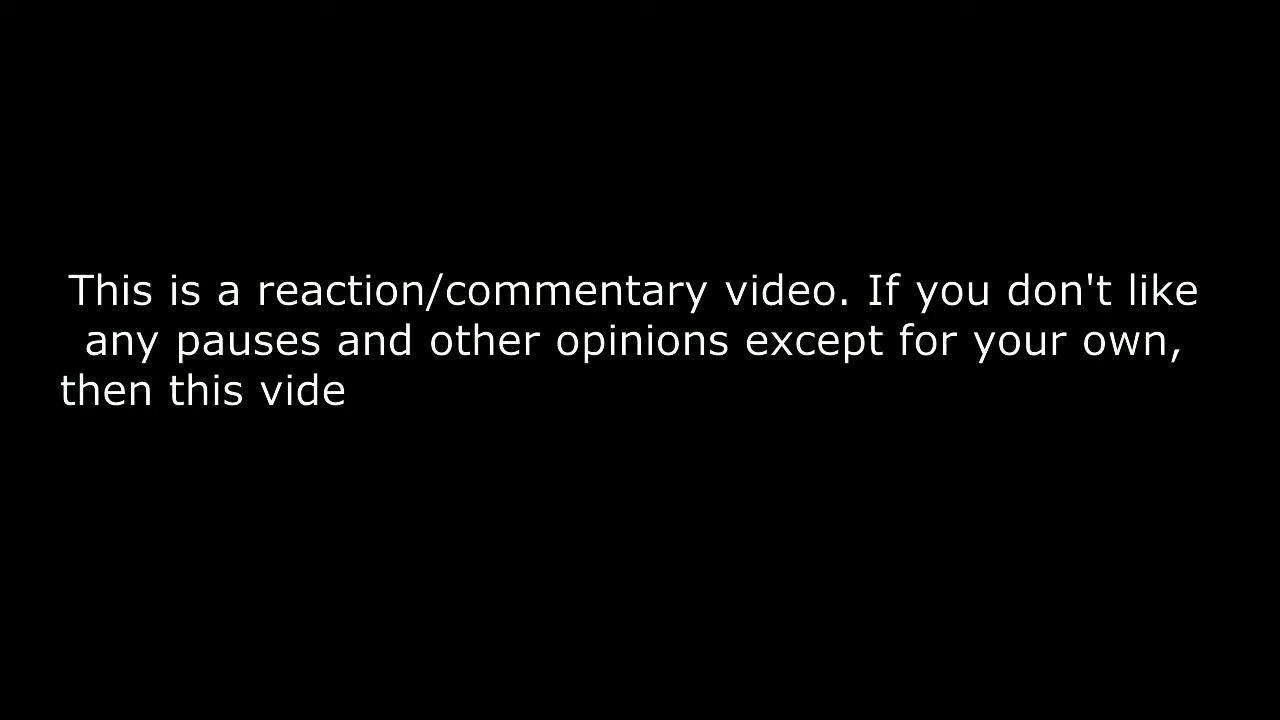 This is a reaction/commentary video. If you don't like
any pauses and other opinions except for your own,
then this vide